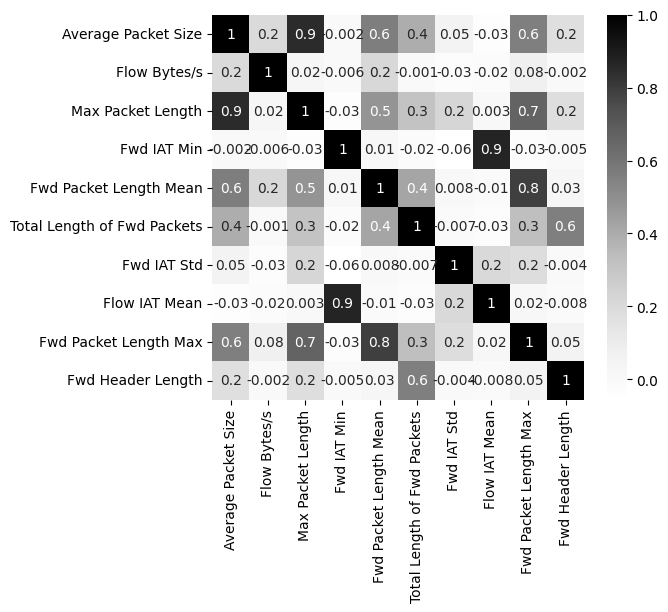 Average Packet Size 1 0.2 0.9 -0.002 0.6 0.4 0.05 -0.03 0.6 0.2
Flow Bytes/s 0.2 1 0.02 -0.006 0.2 -0.001 -0.03 -0.02 0.08 -0.002
Max Packet Length 0.9 0.02 1 -0.03 0.5 0.3 0.2 0.003 0.7 0.2
Fwd IAT Min -0.002 -0.006 -0.03 1 0.01 -0.02 -0.06 0.9 -0.03 -0.005
Fwd Packet Length Mean 0.6 0.2 0.5 0.01 1 0.4 0.008 -0.01 0.8 0.03
Total Length of Fwd Packets 0.4 -0.001 0.3 -0.02 0.4 1 -0.007 -0.03 0.3 0.6
Fwd IAT Std 0.05 -0.03 0.2 -0.06 0.008 -0.007 1 0.2 0.2 -0.004
Flow IAT Mean -0.03 -0.02 0.003 0.9 -0.01 -0.03 0.2 1 0.02 -0.008
Fwd Packet Length Max 0.6 0.08 0.7 -0.03 0.8 0.3 0.2 0.02 1 0.05
Fwd Header Length 0.2 -0.002 0.2 -0.005 0.03 0.6 -0.004 -0.008 0.05 1
Average Packet Size
Flow Bytes/s
Max Packet Length
Fwd IAT Min
Fwd Packet Length Mean
Total Length of Fwd Packets
Fwd IAT Std
Flow IAT Mean
Fwd Packet Length Max
Fwd Header Length
1.0
0.8
0.6
0.4
0.2
0.0